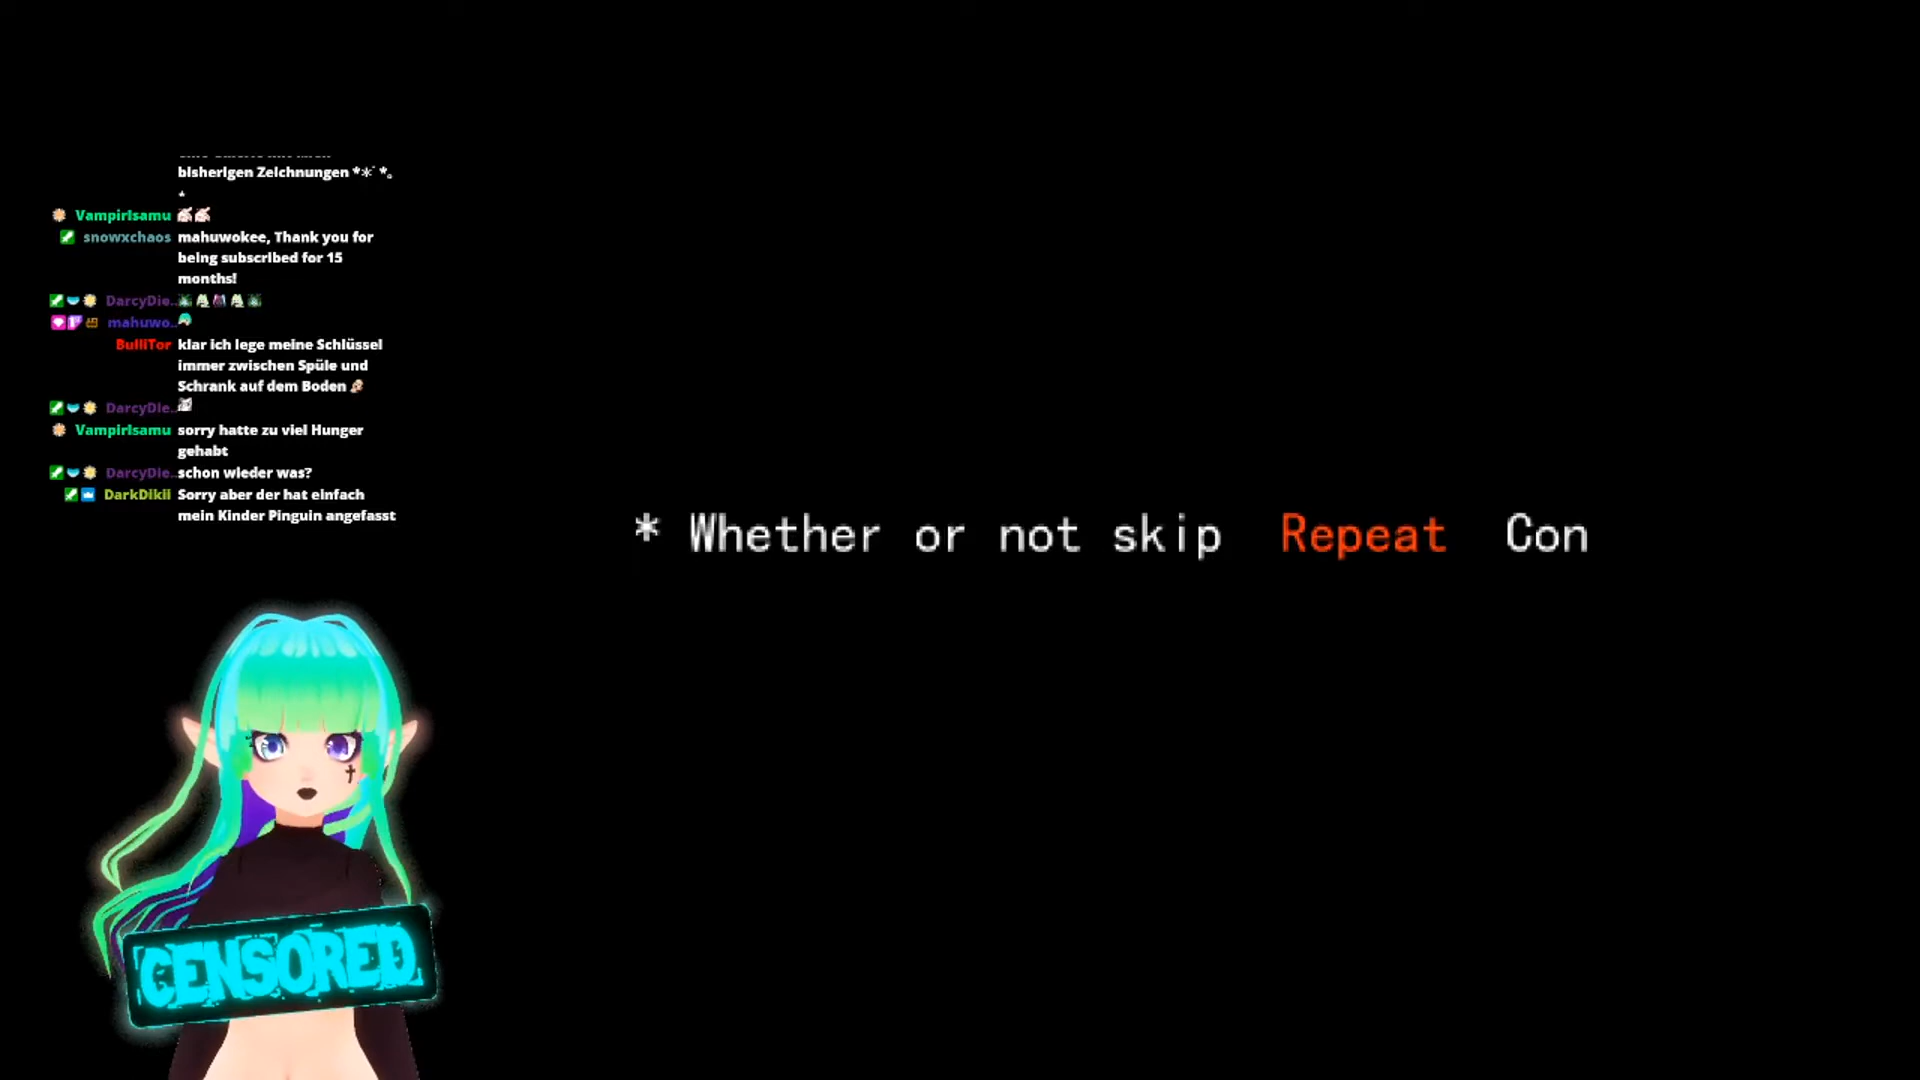 bisherigen Zeichnungen
VampirIsamu
snowxchaos mahuwokee, Thank you for
being subscribed for 15
months!
DarcyDie..
mahuwo..
BulliTor klar ich lege meine Schlüssel
immer zwischen Spüle und
Schrank auf dem Boden
DarcyDie..
VampirIsamu sorry hatte zu viel Hunger
gehabt
DarcyDie.. schon wieder was?
DarkDikii Sorry aber der hat einfach
mein Kinder Pinguin angefasst
* Whether or not skip Repeat Con
CENSORED